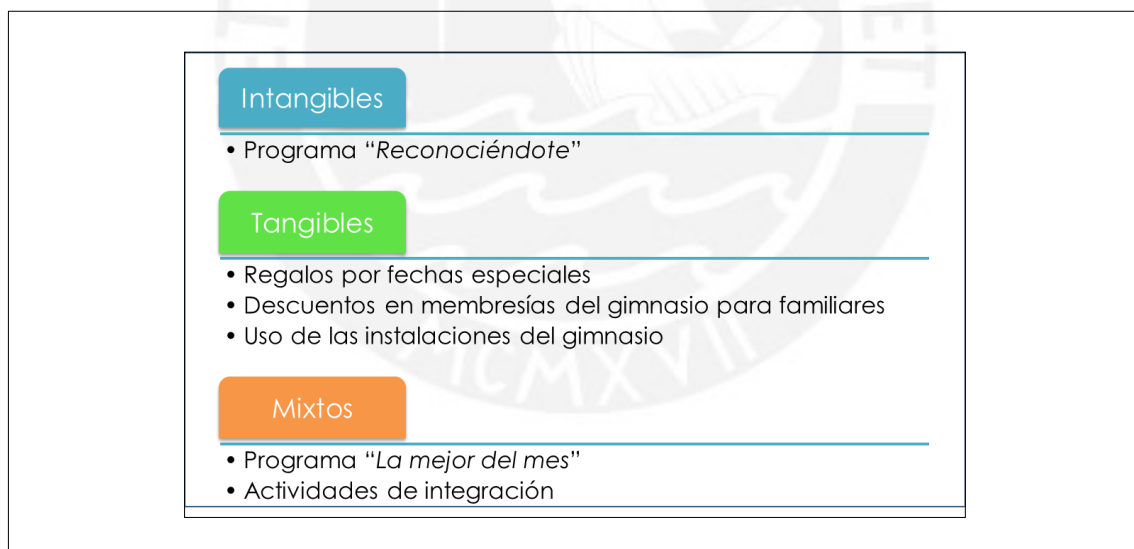 Intangibles
• Programa “Reconociéndote”
Tangibles
• Regalos por fechas especiales
• Descuentos en membresías del gimnasio para familiares
• Uso de las instalaciones del gimnasio
MCMXVII
Mixtos
• Programa “La mejor del mes”
• Actividades de integración